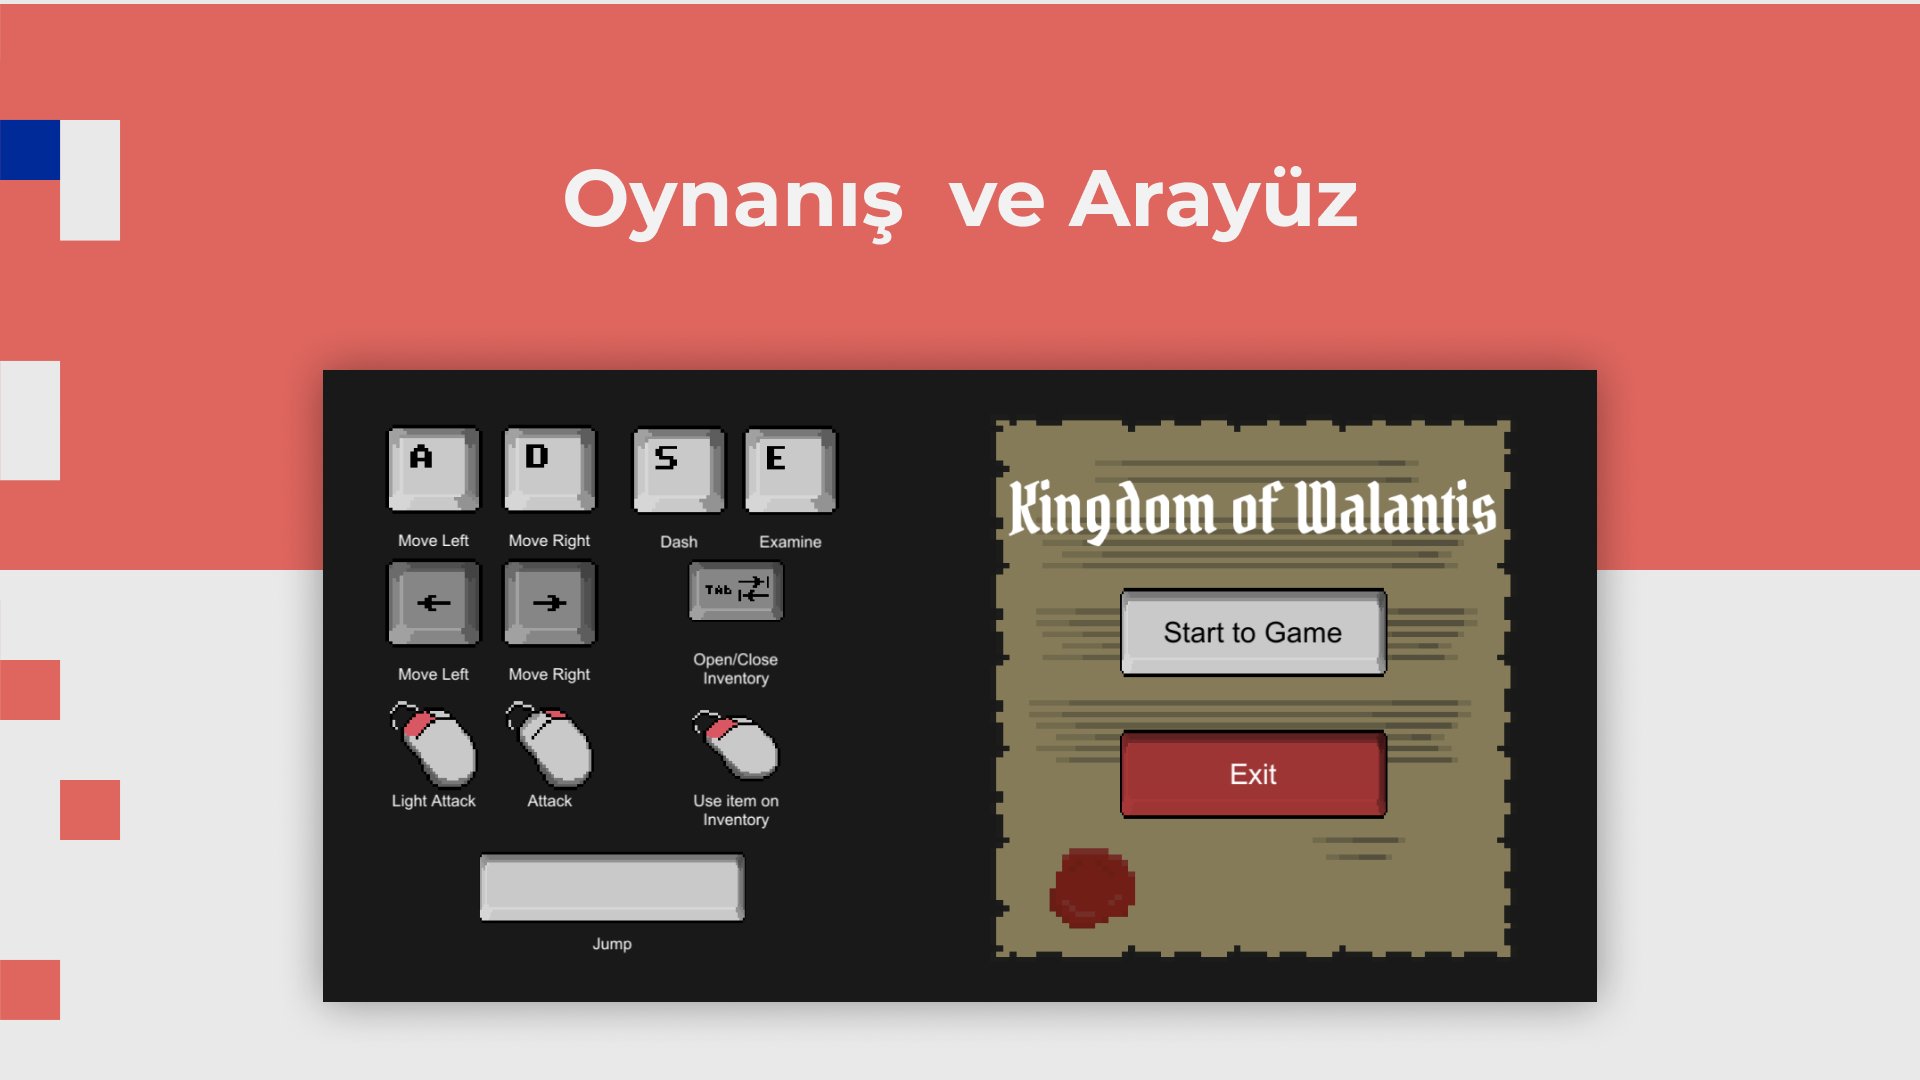 Oynanış ve Arayüz
A D S E
Move Left Move Right Dash Examine
Tab
Move Left Move Right Open/Close
Inventory
Light Attack Attack Use item on
Inventory
Jump
Kingdom of Walantis
Start to Game
Exit